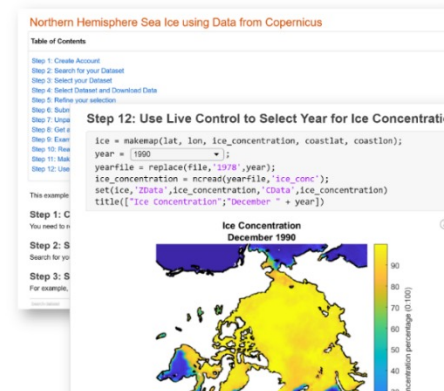 Northern Hemisphere Sea Ice using Data from Copernicus
Table of Contents
Step 1: Create Account
Step 2: Search for your Dataset
Step 3: Select your Dataset
Step 4: Select Dataset and Download Data
Step 5: Refine your selection
Step 6: Subm
Step 7: Unpa
Step 8: Get a
Step 9: Exam
Step 10: Rea
Step 11: Mak
Step 12: Use
This example
Step 1: C
You need to r
Step 2: S
Search for yo
Step 3: S
For example,
Step 12: Use Live Control to Select Year for Ice Concentratio
ice = makemap(lat, lon, ice_concentration, coastlat, coastlon);
year = 1990 ;
yearfile = replace(file,'1978',year);
ice_concentration = ncread(yearfile,'ice_conc');
set(ice,'ZData',ice_concentration,'CData',ice_concentration)
title(["Ice Concentration";"December " + year])
Ice Concentration
December 1990
90
80
70
60
50
40
30
ncentration percentage (0:100)